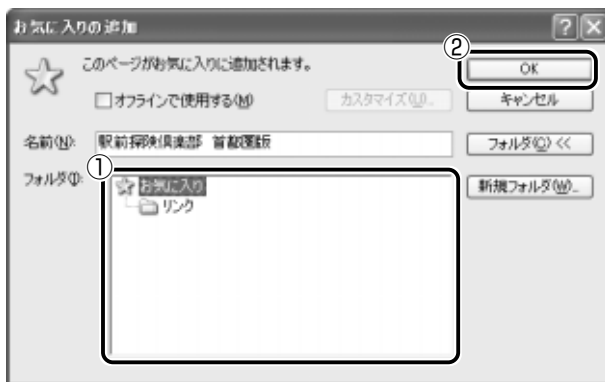 お気に入りの追加
②
このページがお気に入りに追加されます。
OK
オフラインで使用する(M)
カスタマイズ(U)...
キャンセル
名前(N):
駅前探険倶楽部 首都圏版
フォルダ(C) <<
①
フォルダ(I):
お気に入り
新規フォルダ(W)...
リンク